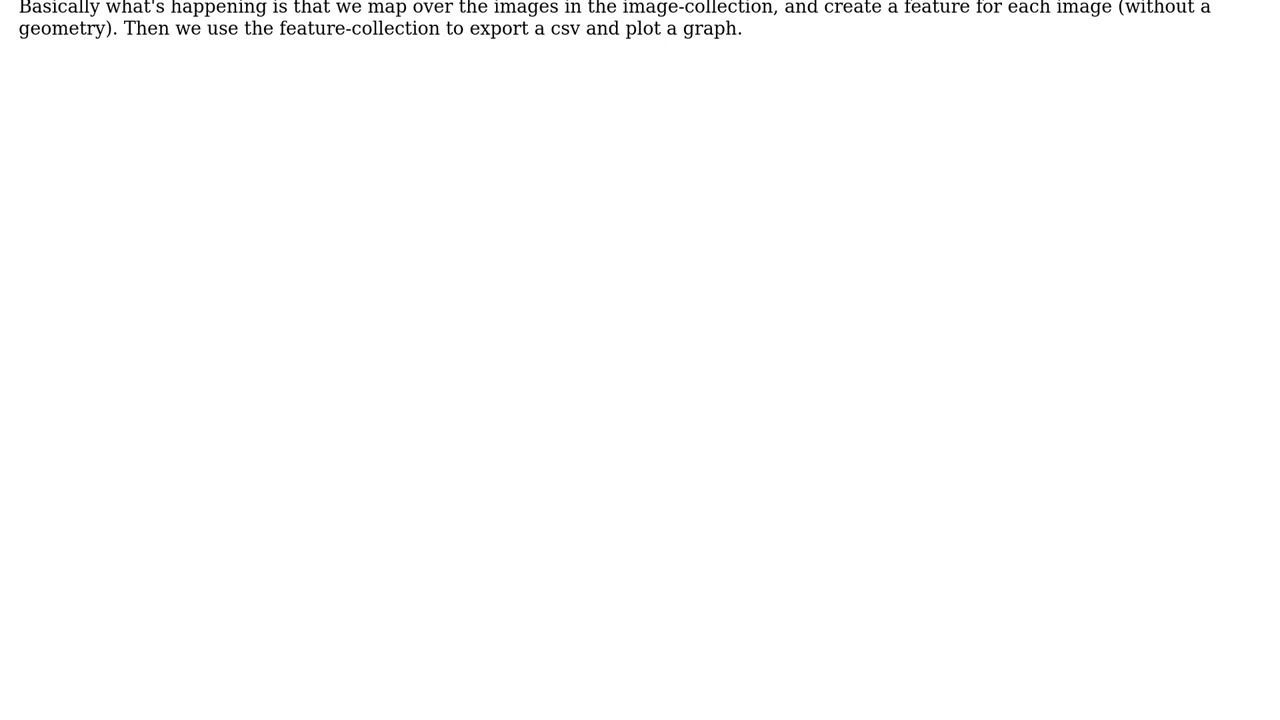 Basically what's happening is that we map over the images in the image-collection, and create a feature for each image (without a
geometry). Then we use the feature-collection to export a csv and plot a graph.